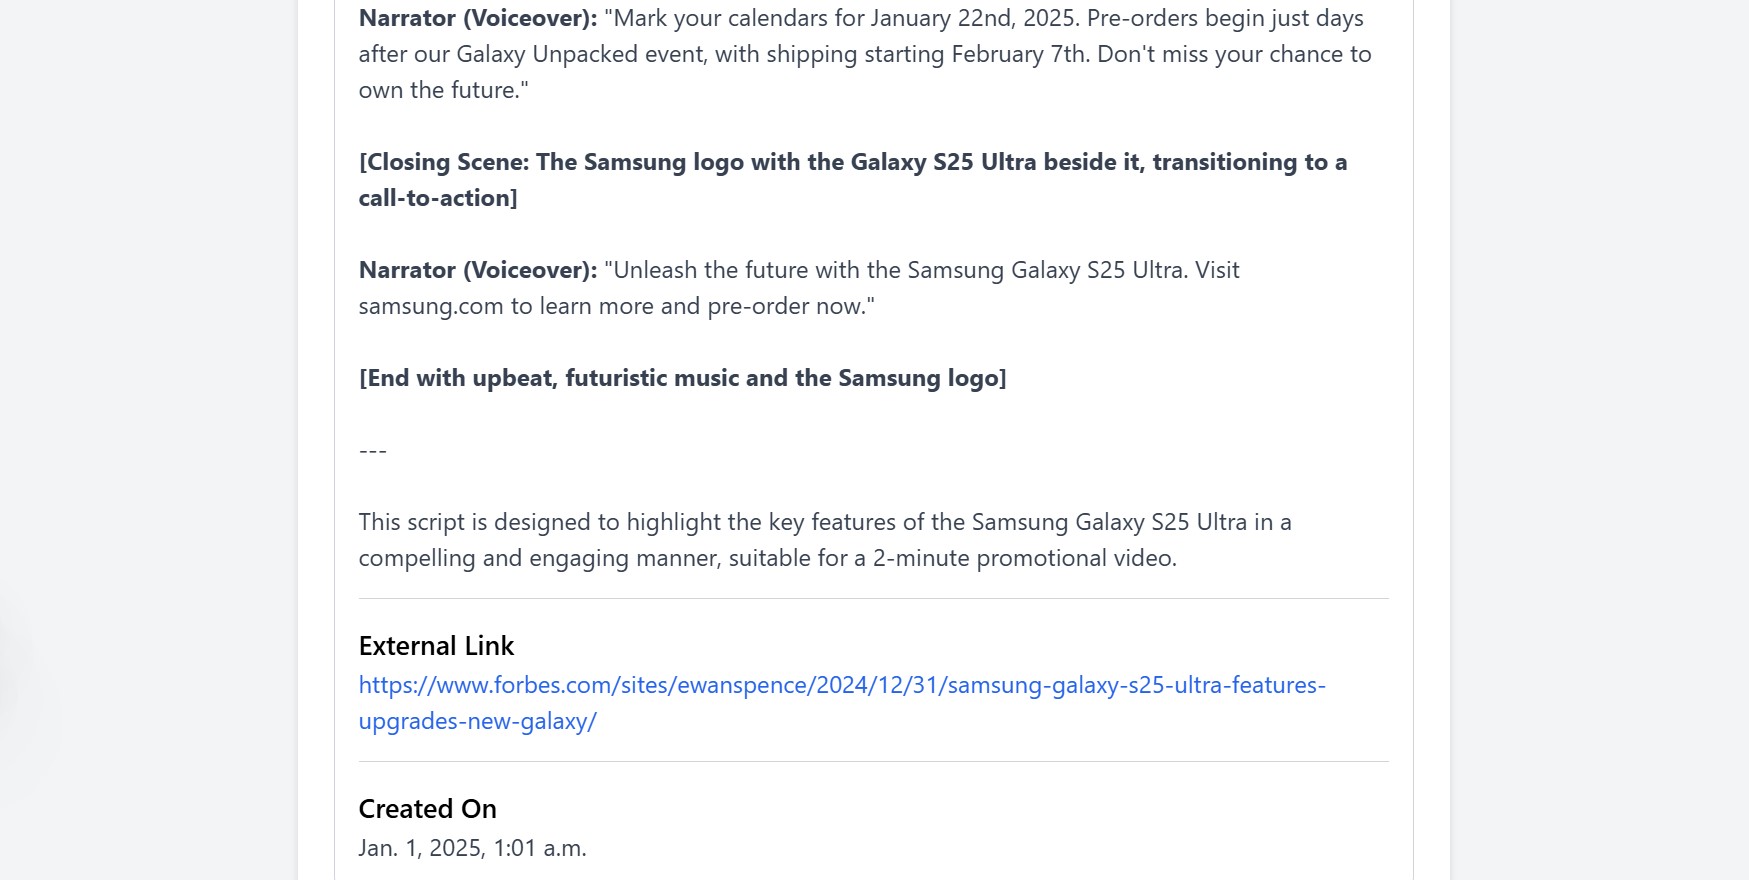 Narrator (Voiceover): "Mark your calendars for January 22nd, 2025. Pre-orders begin just days
after our Galaxy Unpacked event, with shipping starting February 7th. Don't miss your chance to
own the future."
[Closing Scene: The Samsung logo with the Galaxy S25 Ultra beside it, transitioning to a
call-to-action]
Narrator (Voiceover): "Unleash the future with the Samsung Galaxy S25 Ultra. Visit
samsung.com to learn more and pre-order now."
[End with upbeat, futuristic music and the Samsung logo]
---
This script is designed to highlight the key features of the Samsung Galaxy S25 Ultra in a
compelling and engaging manner, suitable for a 2-minute promotional video.
External Link
https://www.forbes.com/sites/ewanspence/2024/12/31/samsung-galaxy-s25-ultra-features-
upgrades-new-galaxy/
Created On
Jan. 1, 2025, 1:01 a.m.